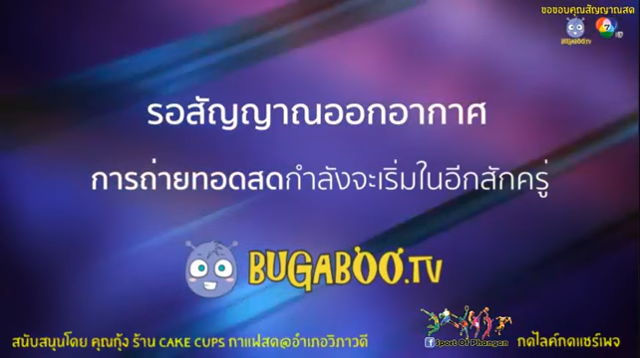 ขอขอบคุณสัญญาณสด
BUGABOO.TV
7
HD
รอสัญญาณออกอากาศ
การถ่ายทอดสดกำลังจะเริ่มในอีกสักครู่
BUGABOO.TV
สนับสนุนโดย คุณกุ้ง ร้าน CAKE CUPS กาแฟสด@อำเภอวิภาวดี
Sport Of Phangan
กดไลค์กดแชร์เพจ